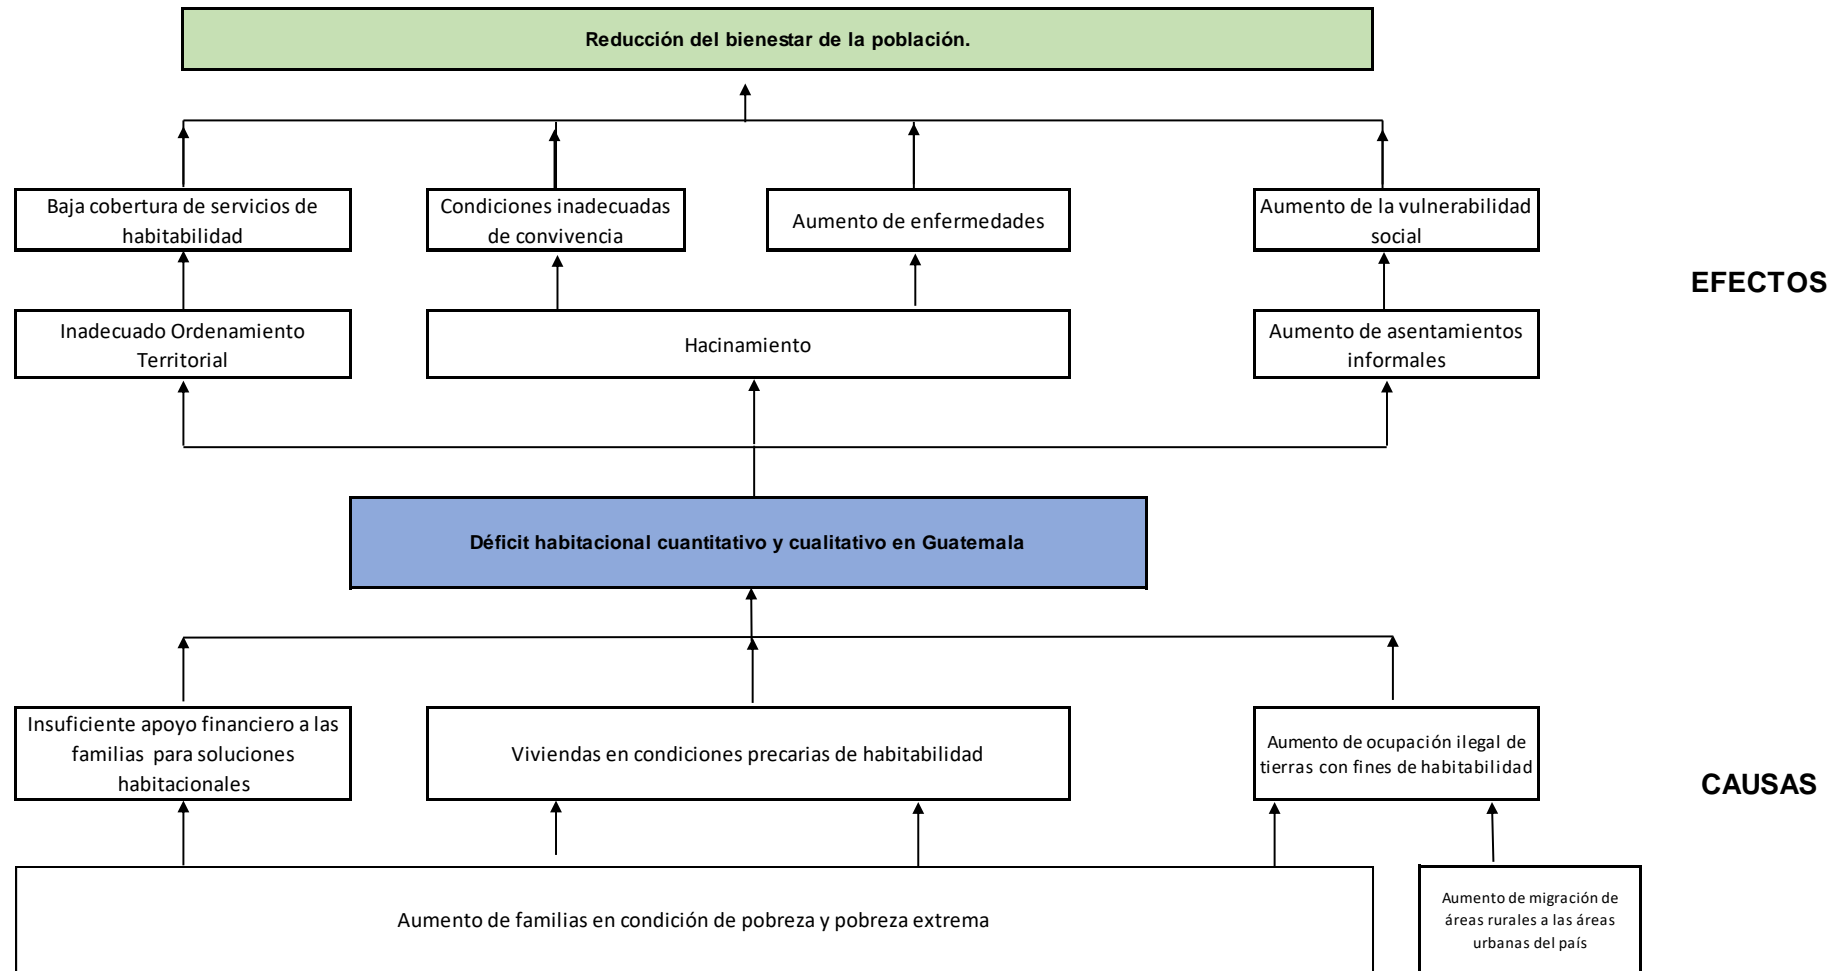 Reducción del bienestar de la población.
Baja cobertura de servicios de
habitabilidad
Condiciones inadecuadas
de convivencia
Aumento de enfermedades
Aumento de la vulnerabilidad
social
EFECTOS
Inadecuado Ordenamiento
Territorial
Hacinamiento
Aumento de asentamientos
informales
Déficit habitacional cuantitativo y cualitativo en Guatemala
Insuficiente apoyo financiero a las
familias para soluciones
habitacionales
Viviendas en condiciones precarias de habitabilidad
Aumento de ocupación ilegal de
tierras con fines de habitabilidad
CAUSAS
Aumento de familias en condición de pobreza y pobreza extrema
Aumento de migración de
áreas rurales a las áreas
urbanas del país